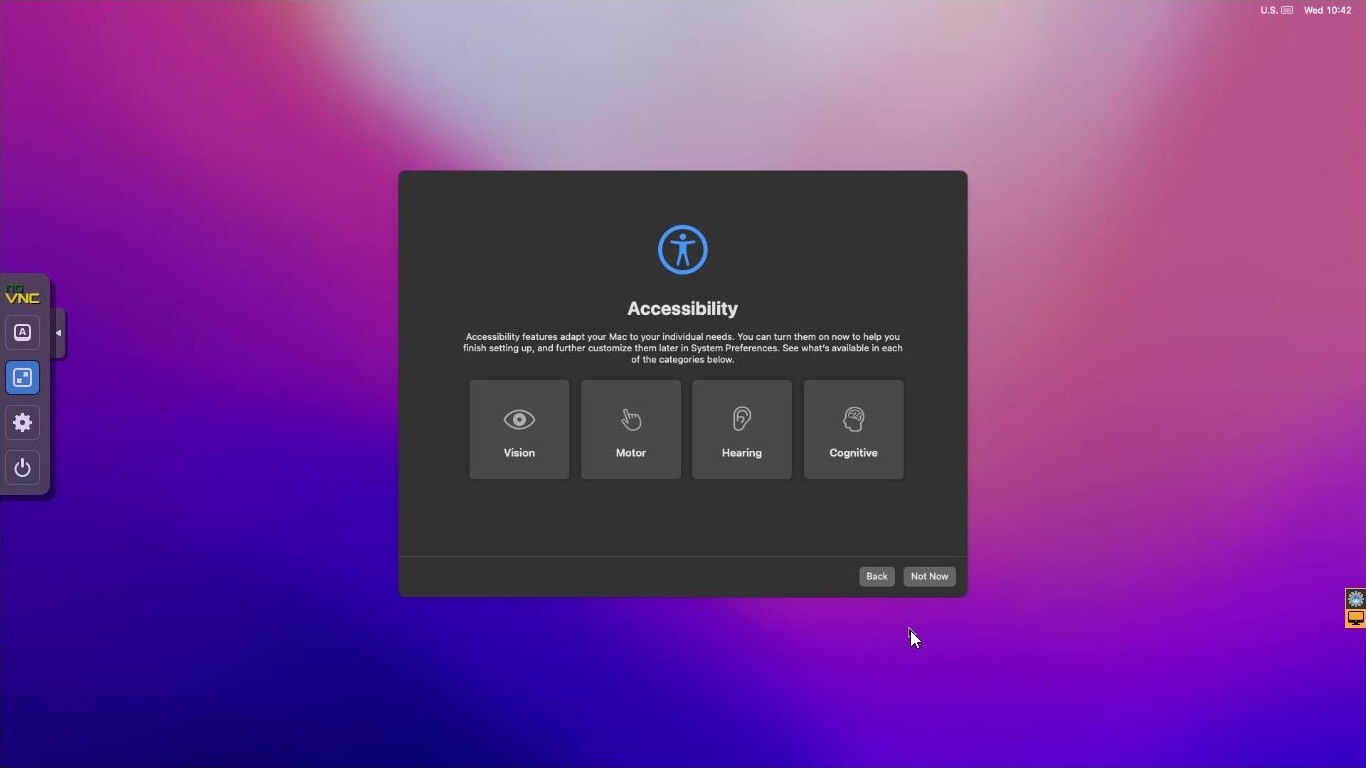 U.S. Wed 10:42
no
VNC
A
Accessibility
Accessibility features adapt your Mac to your individual needs. You can turn them on now to help you
finish setting up, and further customize them later in System Preferences. See what's available in each
of the categories below.
Vision Motor Hearing Cognitive
Back Not Now